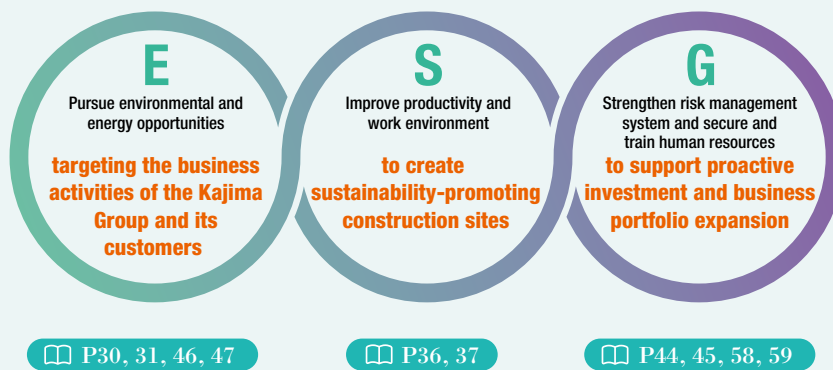 E
Pursue environmental and
energy opportunities
targeting the business
activities of the Kajima
Group and its
customers
P30, 31, 46, 47
S
Improve productivity and
work environment
to create
sustainability-promoting
construction sites
P36, 37
G
Strengthen risk management
system and secure and
train human resources
to support proactive
investment and business
portfolio expansion
P44, 45, 58, 59